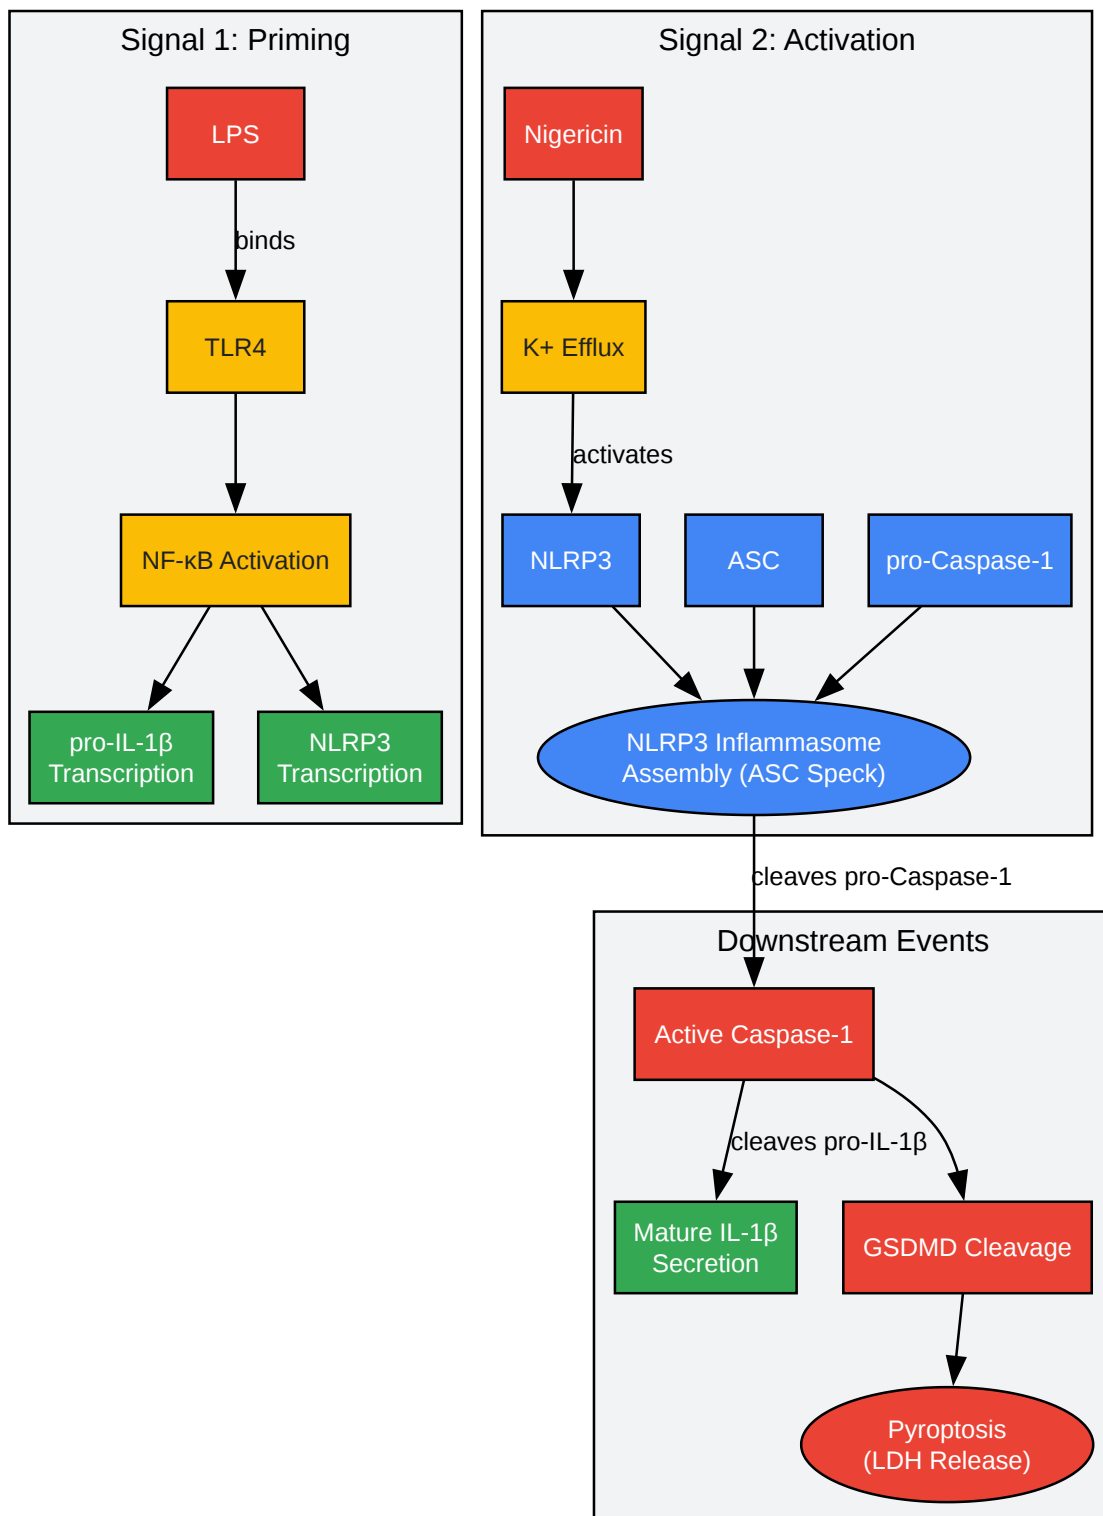 Signal 1: Priming
LPS
binds
TLR4
NF-κB Activation
pro-IL-1β
Transcription
NLRP3
Transcription
Signal 2: Activation
Nigericin
K+ Efflux
activates
NLRP3
ASC
pro-Caspase-1
NLRP3 Inflammasome
Assembly (ASC Speck)
cleaves pro-Caspase-1
Downstream Events
Active Caspase-1
cleaves pro-IL-1β
Mature IL-1β
Secretion
GSDMD Cleavage
Pyroptosis
(LDH Release)